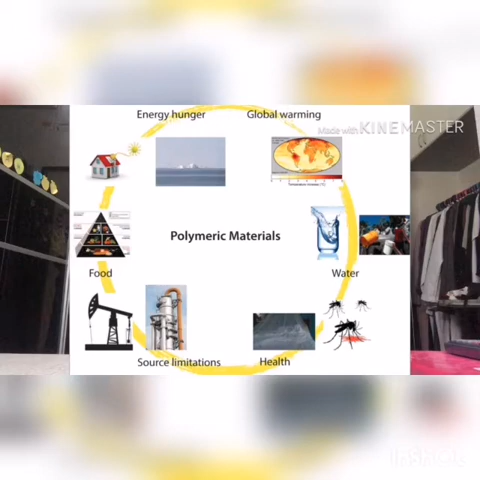 Energy hunger
Global warming
Made with KINEMASTER
Polymeric Materials
Food
Water
Source limitations
Health